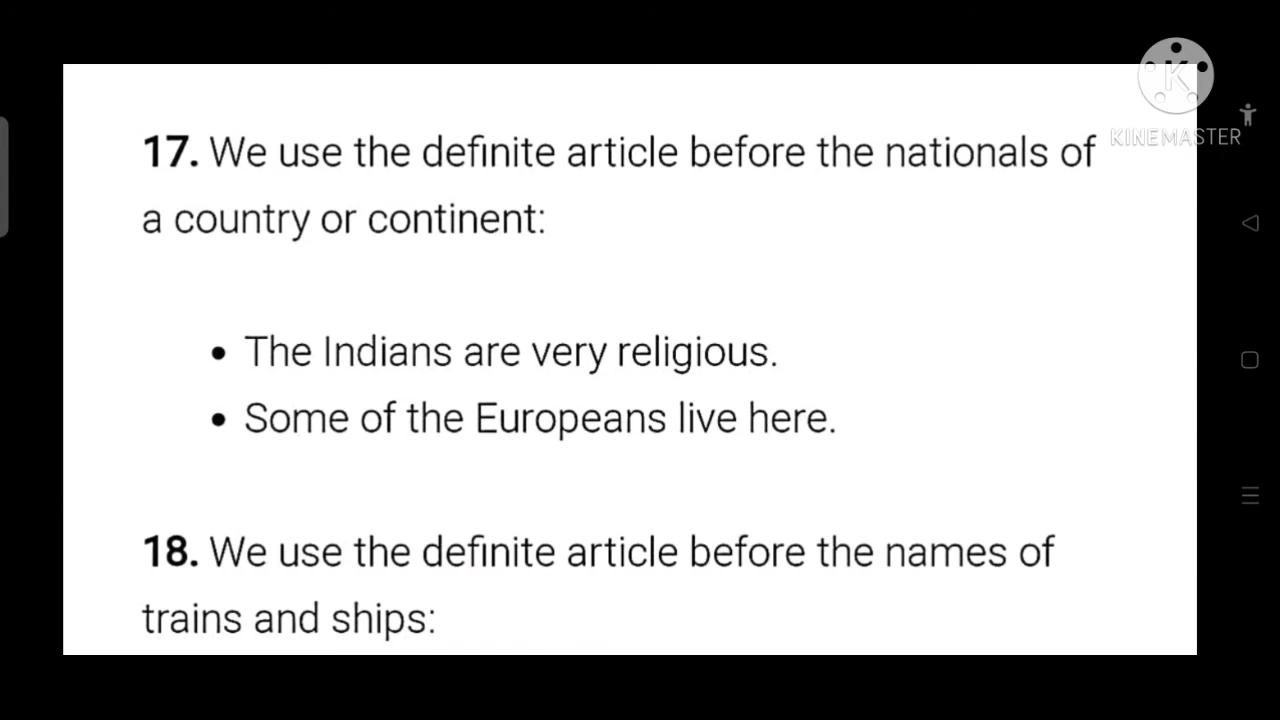 17. We use the definite article before the nationals of
a country or continent:
• The Indians are very religious.
• Some of the Europeans live here.
18. We use the definite article before the names of
trains and ships:
K
KINEMASTER